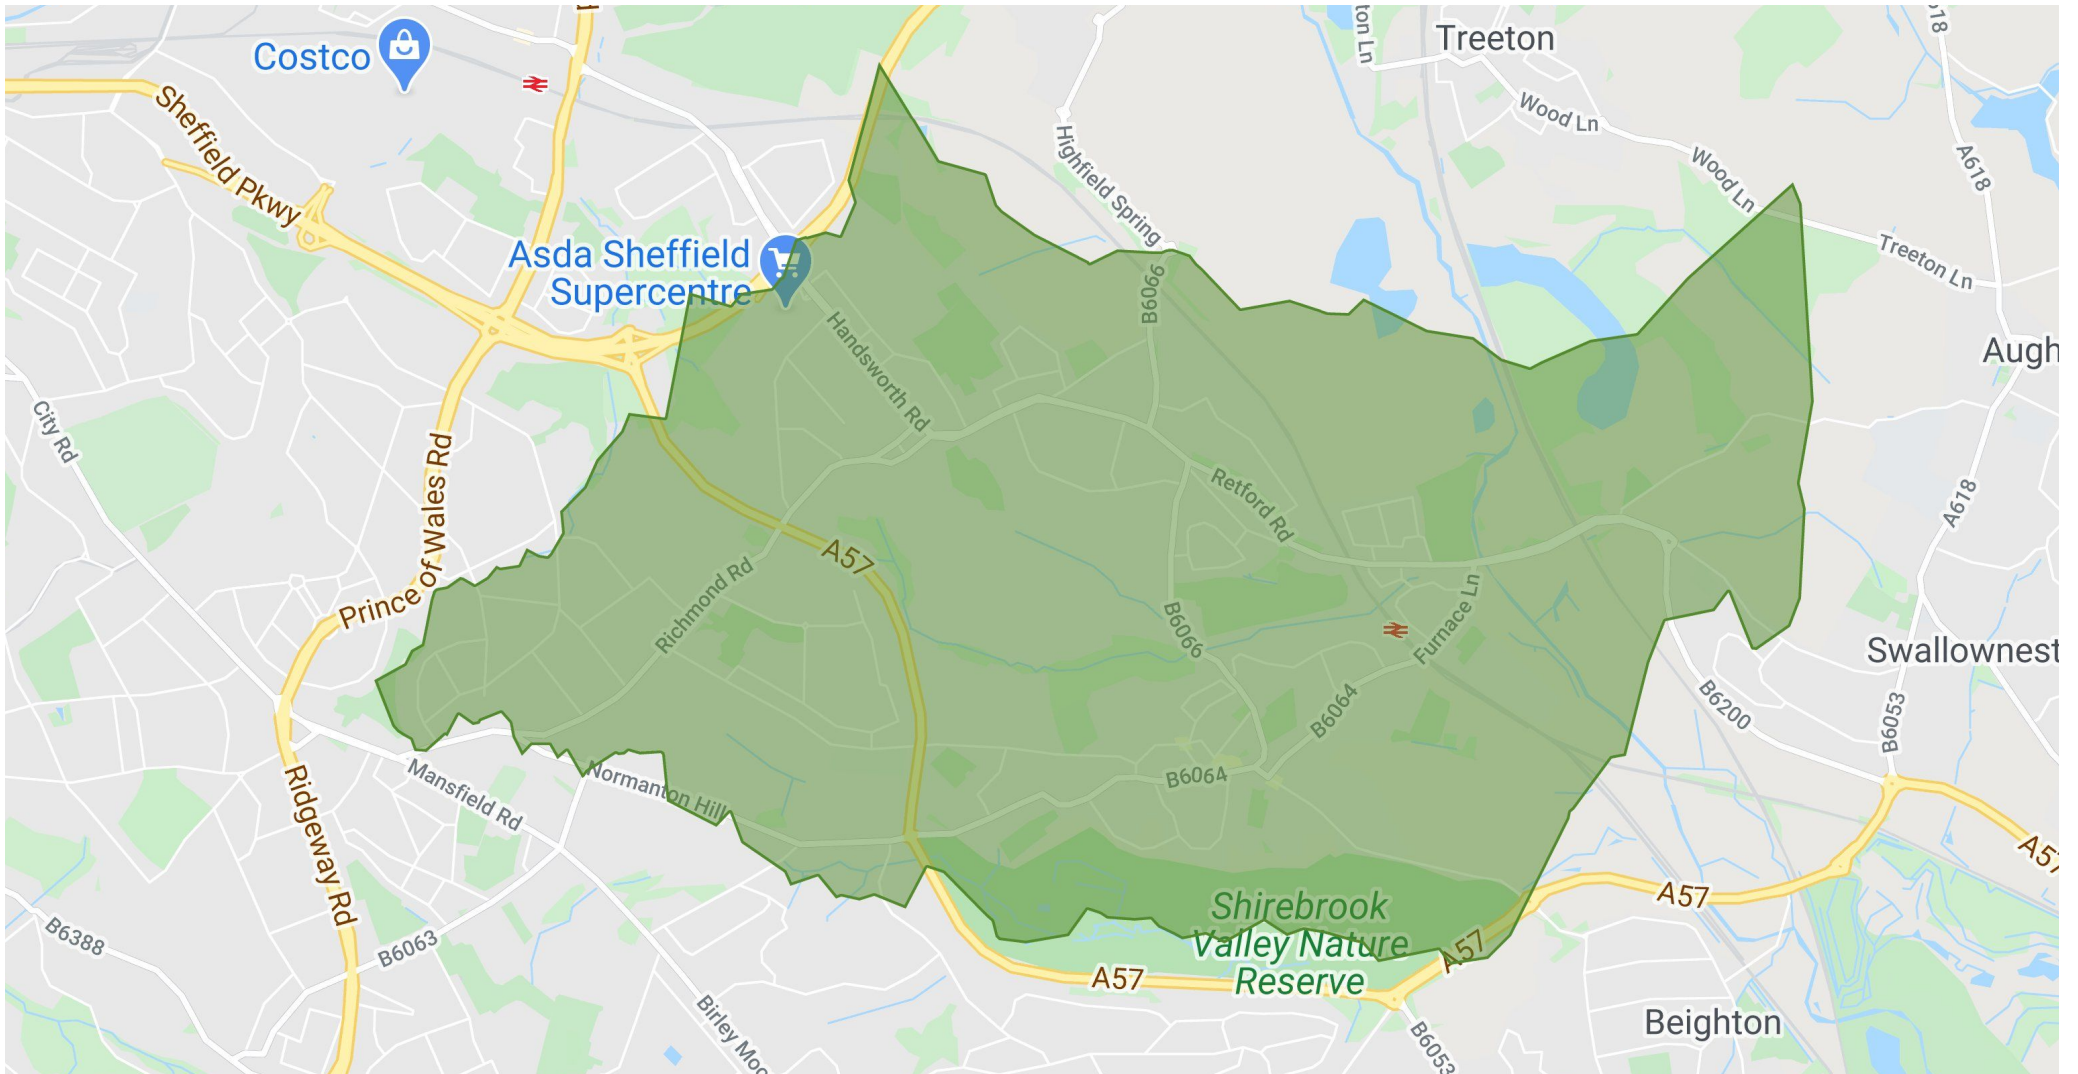 Costco
Treeton
ton Ln
618
Wood Ln
Sheffield Pkwy
Highfield Spring
Wood Ln
A618
Asda Sheffield
Supercentre
Treeton Ln
B6066
Handsworth Rd
Augh
City Rd
Prince of Wales Rd
Retford Rd
A618
A57
Richmond Rd
Furnace Ln
B6066
Swallownest
B6064
B6200
B6053
Mansfield Rd
Normanton Hill
B6064
Ridgeway Rd
A57
Shirebrook
Valley Nature
Reserve
A57
B6388
B6063
A57
A57
Birley Moo
Beighton
B6053